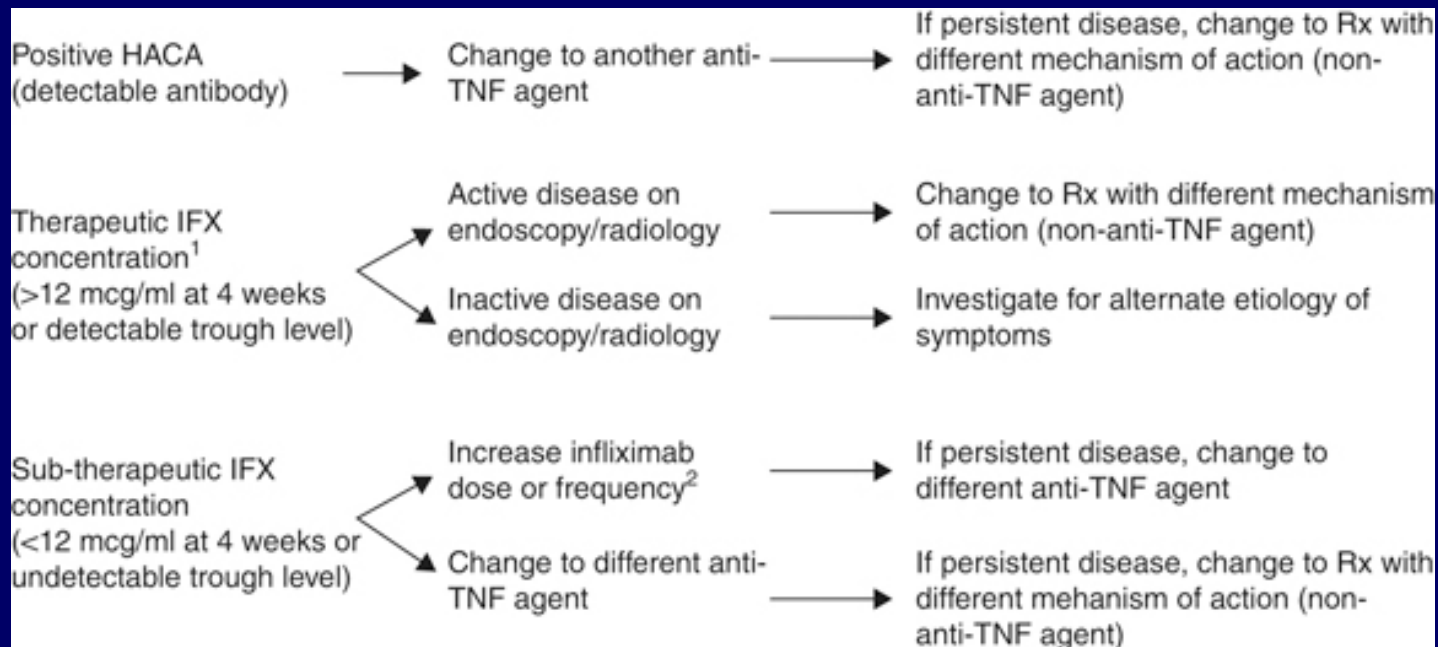 Positive HACA
(detectable antibody)
Change to another anti-
TNF agent
If persistent disease, change to Rx with
different mechanism of action (non-
anti-TNF agent)
Therapeutic IFX
concentration1
(>12 mcg/ml at 4 weeks
or detectable trough level)
Active disease on
endoscopy/radiology
Change to Rx with different mechanism
of action (non-anti-TNF agent)
Inactive disease on
endoscopy/radiology
Investigate for alternate etiology of
symptoms
Sub-therapeutic IFX
concentration
(<12 mcg/ml at 4 weeks or
undetectable trough level)
Increase infliximab
dose or frequency2
If persistent disease, change to
different anti-TNF agent
Change to different anti-
TNF agent
If persistent disease, change to Rx with
different mehanism of action (non-
anti-TNF agent)